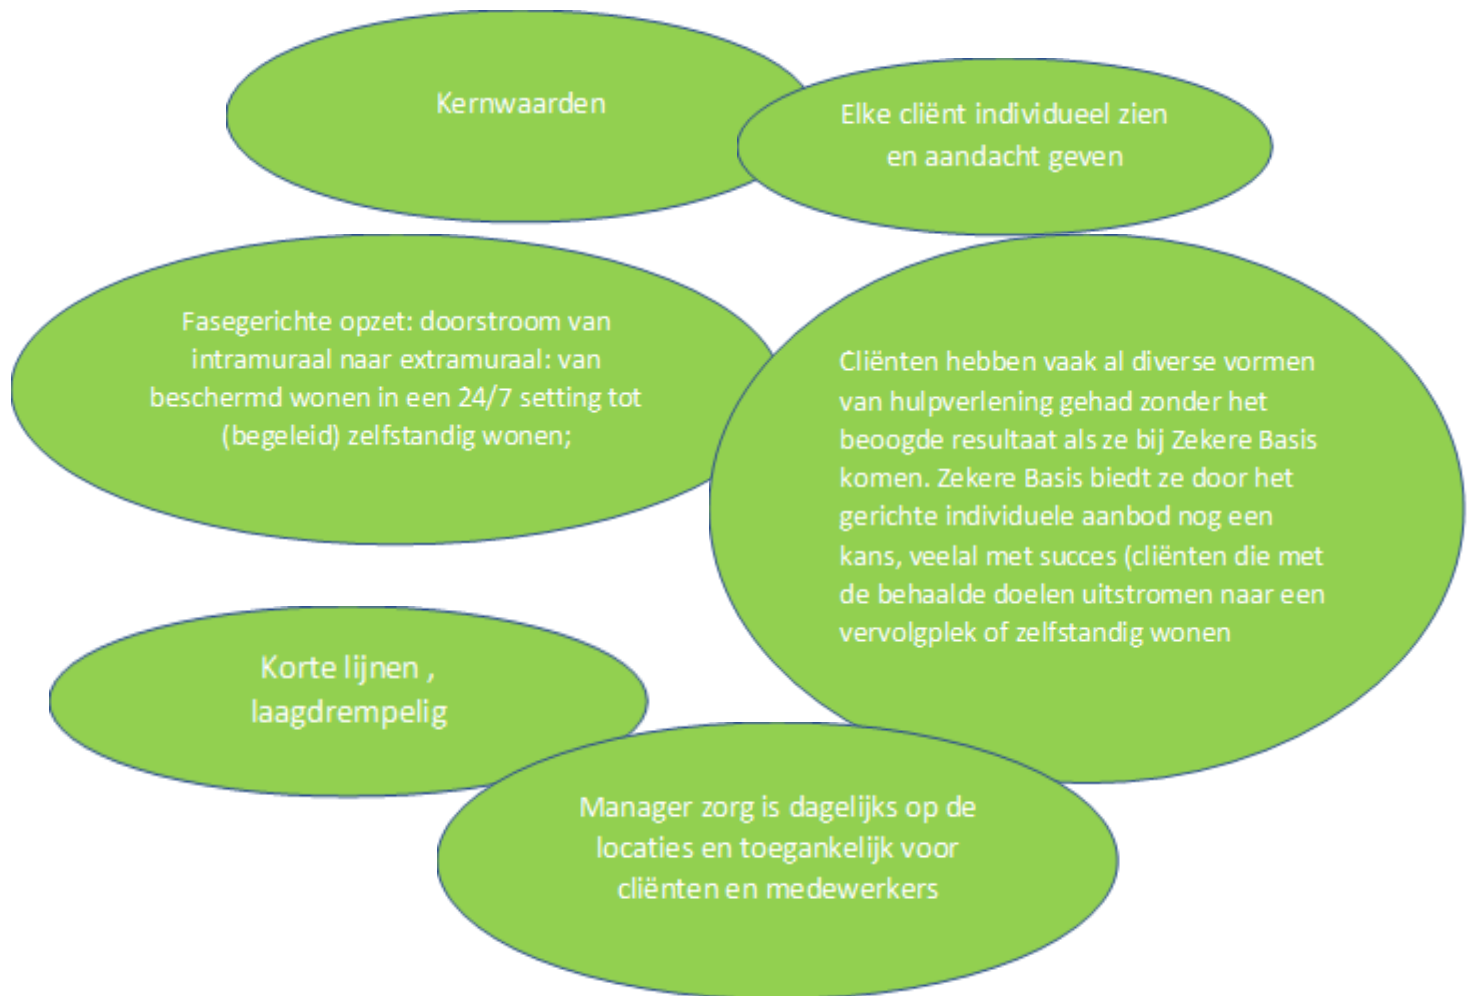 Kernwaarden
Elke cliënt individueel zien
en aandacht geven
Fasegerichte opzet: doorstroom van
intramuraal naar extramuraal: van
beschermd wonen in een 24/7 setting tot
(begeleid) zelfstandig wonen;
Cliënten hebben vaak al diverse vormen
van hulpverlening gehad zonder het
beoogde resultaat als ze bij Zekere Basis
komen. Zekere Basis biedt ze door het
gerichte individuele aanbod nog een
kans, veelal met succes (cliënten die met
de behaalde doelen uitstromen naar een
vervolgplek of zelfstandig wonen
Korte lijnen ,
laagdrempelig
Manager zorg is dagelijks op de
locaties en toegankelijk voor
cliënten en medewerkers